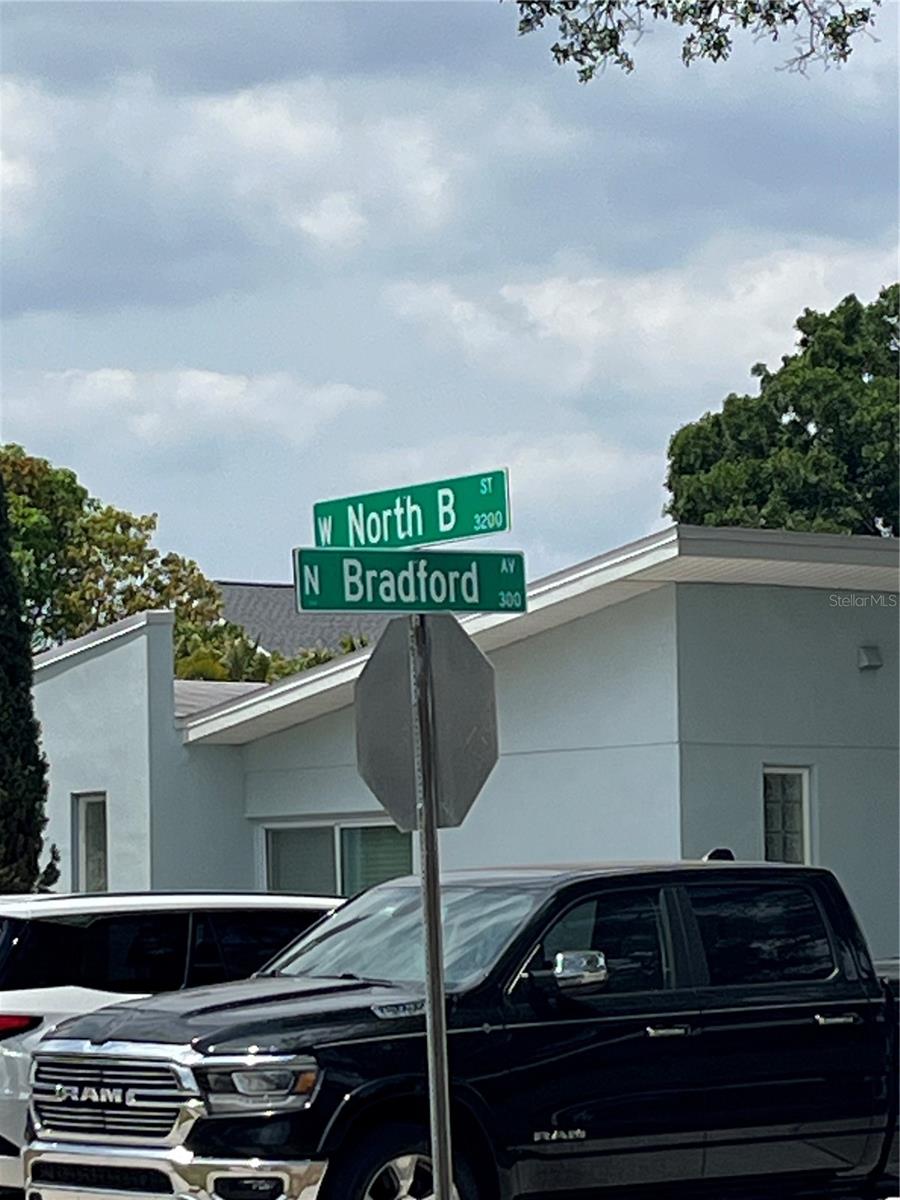 W North B ST 3200
N Bradford AV 300
StellarMLS
RAM
RAM